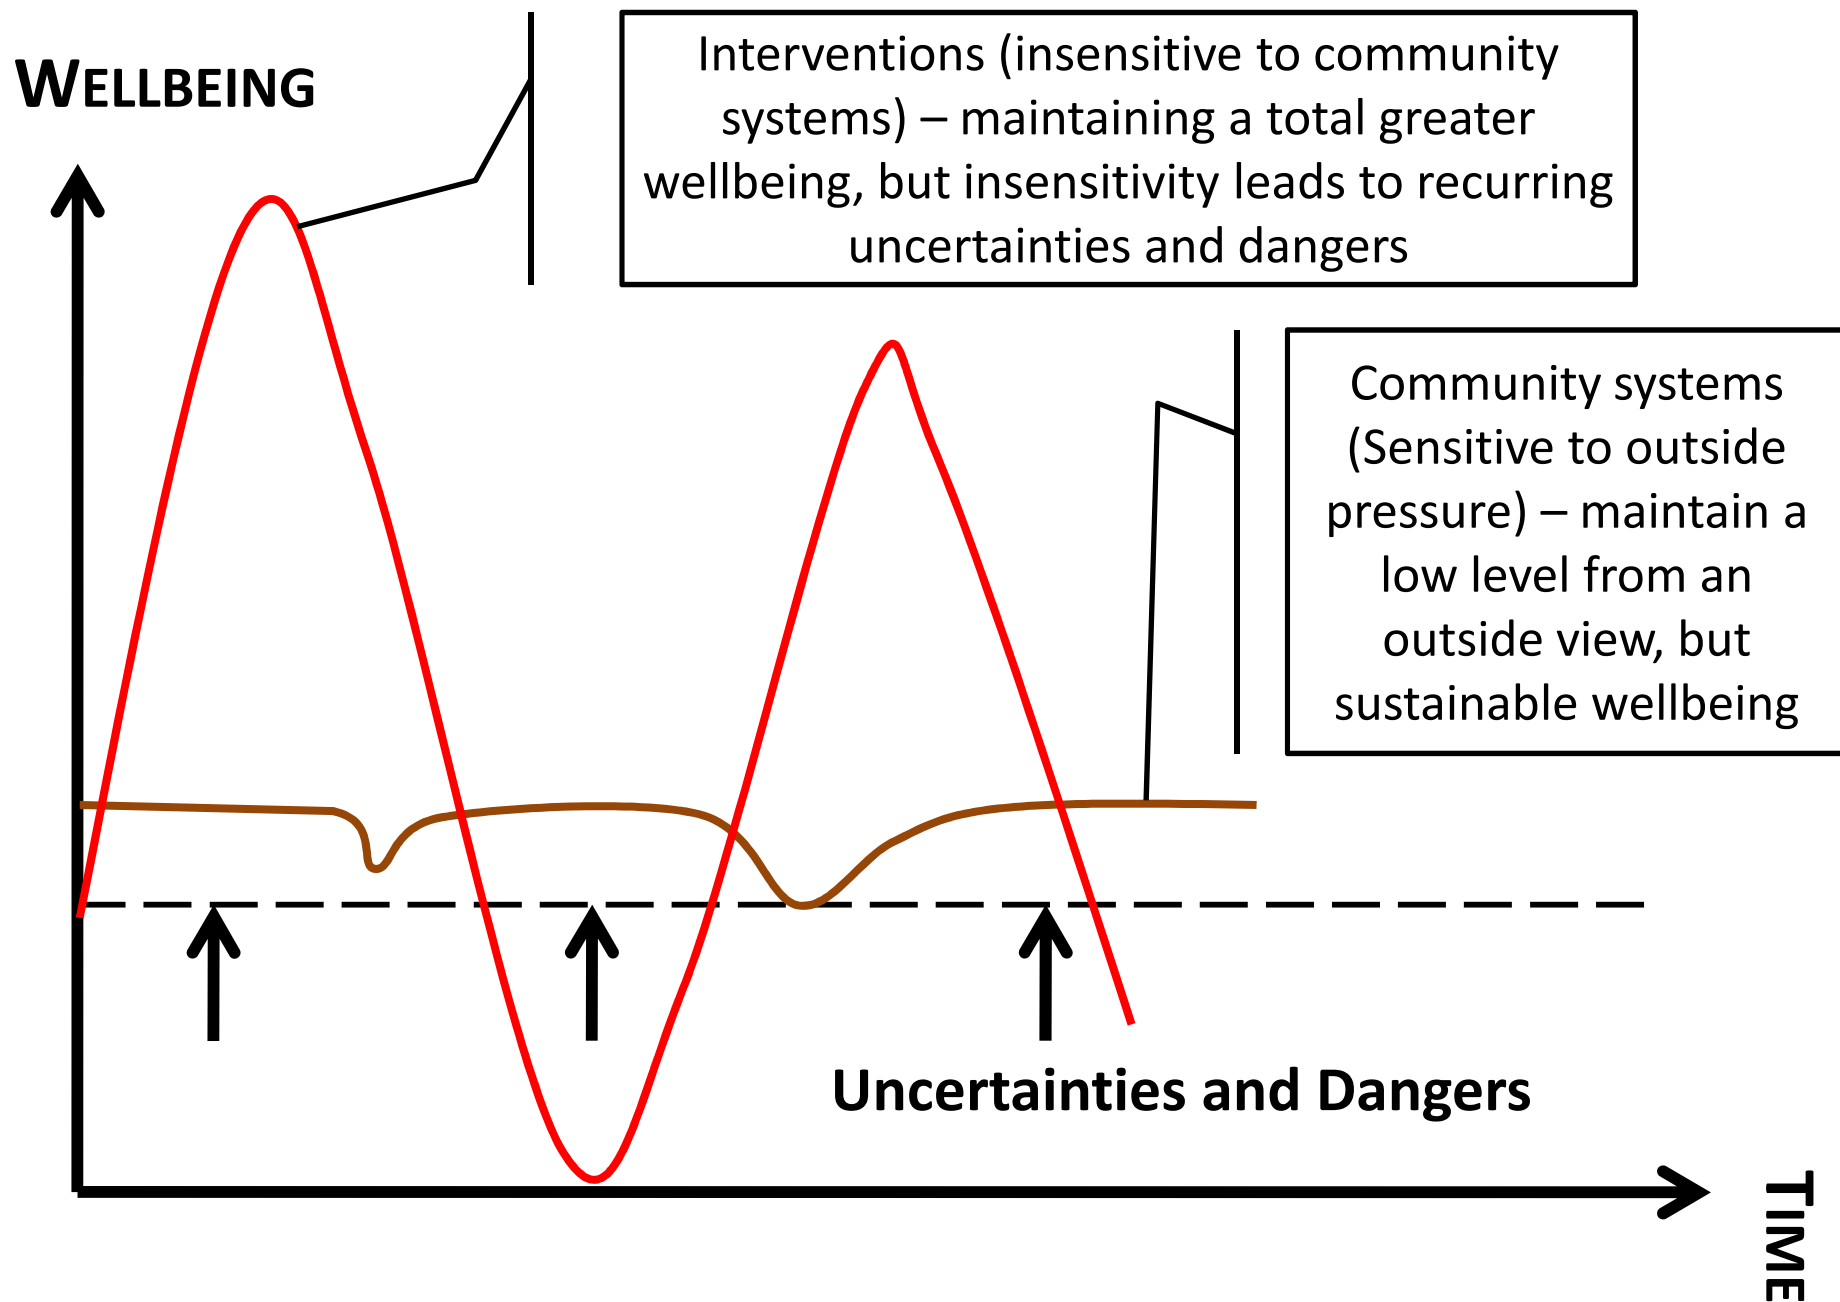 WELLBEING
Interventions (insensitive to community
systems) – maintaining a total greater
wellbeing, but insensitivity leads to recurring
uncertainties and dangers
Community systems
(Sensitive to outside
pressure) – maintain a
low level from an
outside view, but
sustainable wellbeing
Uncertainties and Dangers
TIME